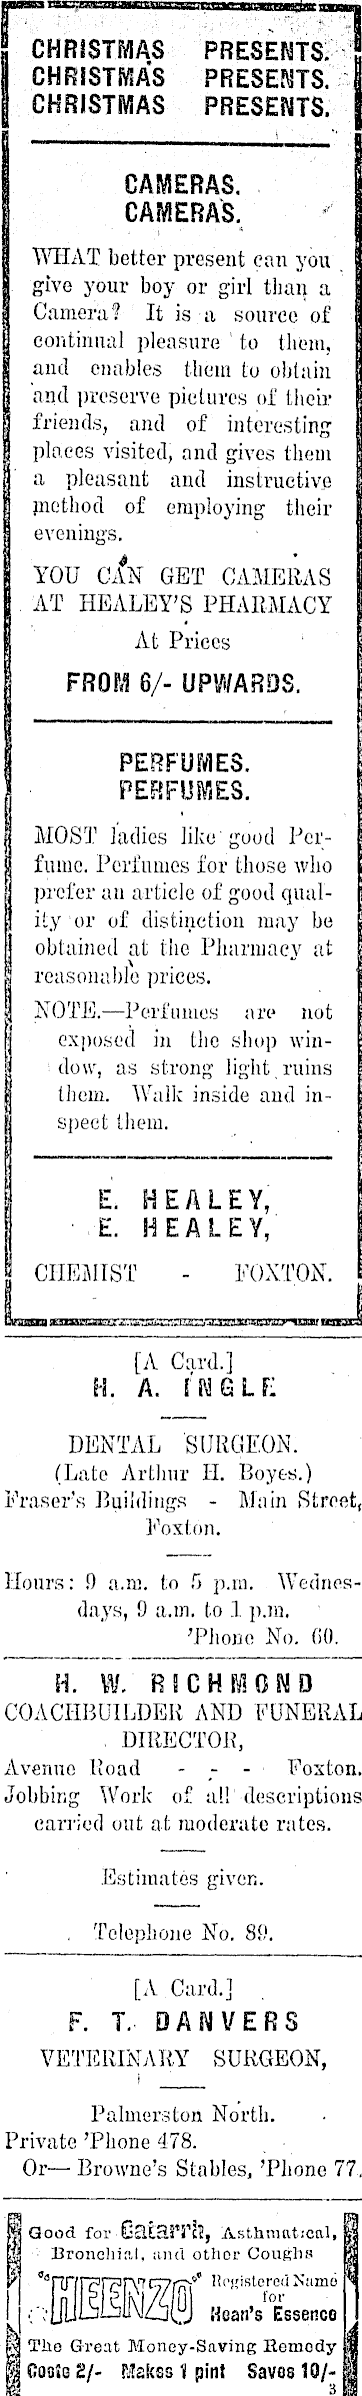 CHRISTMAS PRESENTS.
CHRISTMAS PRESENTS.
CHRISTMAS PRESENTS.
CAMERAS.
CAMERAS.
WHAT better present can you
give your boy or girl than a
Camera? It is a source of
continual pleasure to them,
and enables them to obtain
and preserve pictures of their
friends, and of interesting
places visited, and gives them
a pleasant and instructive
method of employing their
evenings.
YOU CAN GET CAMERAS
AT HEALEY'S PHARMACY
At Prices
FROM 6/- UPWARDS.
PERFUMES.
PERFUMES.
MOST ladies like good Per-
fume. Perfumes for those who
prefer an article of good qual-
ity or of distinction may be
obtained at the Pharmacy at
reasonable prices.
NOTE.—Perfumes are not
exposed in the shop win-
dow, as strong light ruins
them. Walk inside and in-
spect them.
E. HEALEY,
E. HEALEY,
CHEMIST - FOXTON.
[A Card.]
H. A. INGLE
DENTAL SURGEON.
(Late Arthur H. Boyes.)
Fraser's Buildings - Main Street,
Foxton.
Hours: 9 a.m. to 5 p.m. Wednes-
days, 9 a.m. to 1 p.m.
'Phone No. 60.
H. W. RICHMOND
COACHBUILDER AND FUNERAL
DIRECTOR,
Avenue Road - - - Foxton.
Jobbing Work of all descriptions
carried out at moderate rates.
Estimates given.
Telephone No. 89.
[A Card.]
F. T. DANVERS
VETERINARY SURGEON,
Palmerston North.
Private 'Phone 478.
Or— Browne's Stables, 'Phone 77.
Good for Catarrh, Asthmatical,
Bronchial, and other Coughs
"HEENZO" Registered Name
for
Hean's Essence
The Great Money-Saving Remedy
Costs 2/- Makes 1 pint Saves 10/-
3